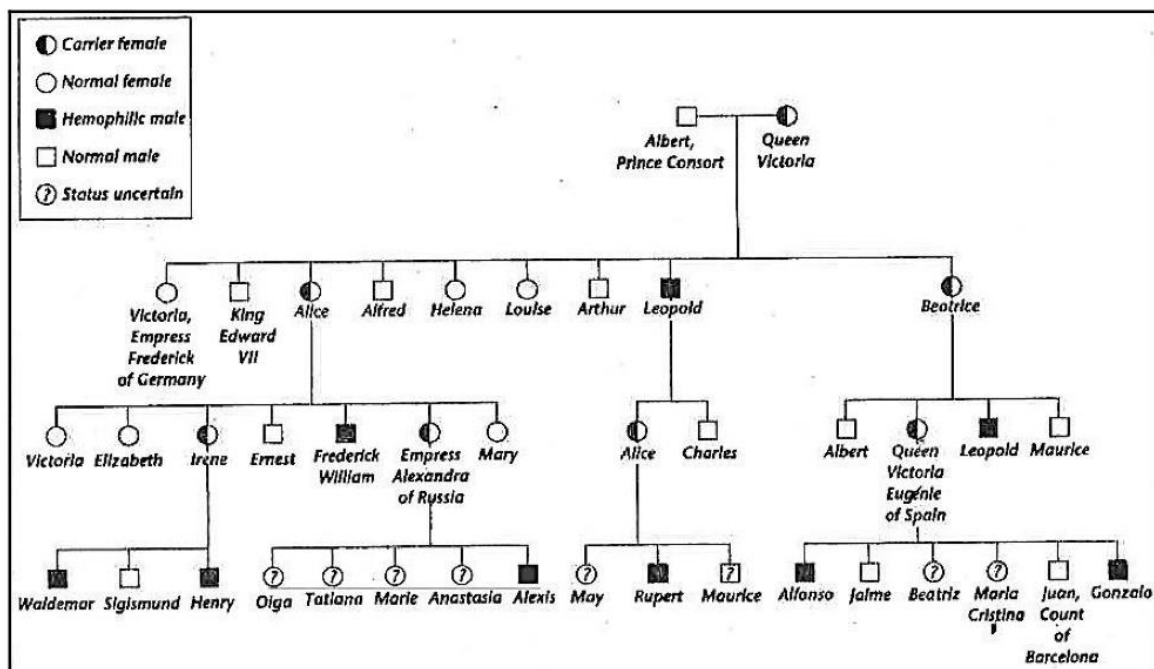 Carrier female
Normal female
Hemophilic male
Normal male
? Status uncertain
Albert,
Prince Consort
Queen
Victoria
Victoria,
Empress
Frederick
of Germany
King
Edward
VII
Alice
Alfred
Helena
Louise
Arthur
Leopold
Beatrice
Victoria
Elizabeth
Irene
Ernest
Frederick
William
Empress
Alexandra
of Russia
Mary
Alice
Charles
Albert
Queen
Victoria
Eugénie
of Spain
Leopold
Maurice
? ? ? ? ? ? ? ?
Waldemar
Sigismund
Henry
Olga
Tatiana
Marie
Anastasia
Alexis
May
Rupert
Maurice
Alfonso
Jaime
Beatriz
Maria
Cristina
Juan,
Count
of
Barcelona
Gonzalo